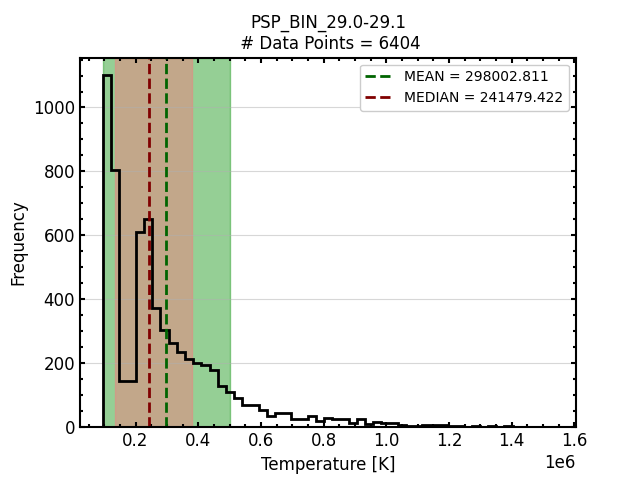 PSP_BIN_29.0-29.1
# Data Points = 6404
MEAN = 298002.811
MEDIAN = 241479.422
Frequency
1000
800
600
400
200
0
0.2 0.4 0.6 0.8 1.0 1.2 1.4 1.6
1e6
Temperature [K]